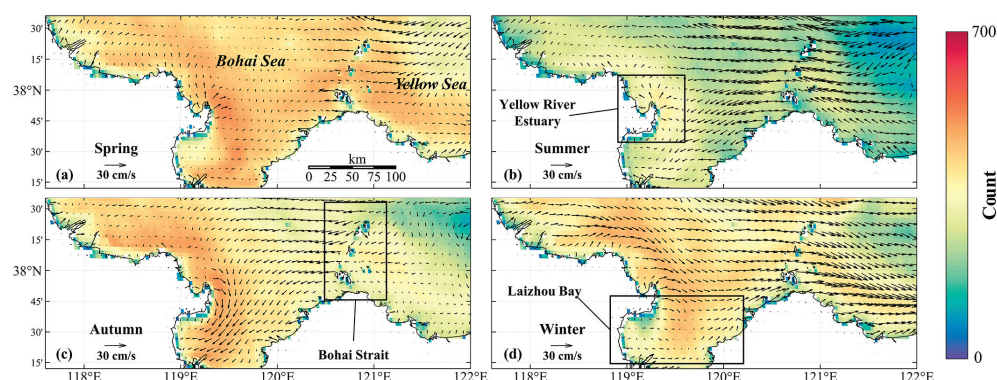 36'
15'
38°N
45'
30'
15'
Bohai Sea
Yellow Sea
Spring
30 cm/s
km
0 25 50 75 100
(a)
Yellow River
Estuary
Summer
30 cm/s
(b)
36'
15'
38°N
45'
30'
15'
Autumn
30 cm/s
(c)
Bohai Strait
Laizhou Bay
Winter
30 cm/s
(d)
118°E 119°E 120°E 121°E 122°E
118°E 119°E 120°E 121°E 122°E
700
Count
0